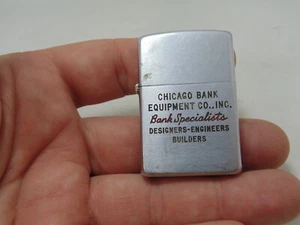 CHICAGO BANK
EQUIPMENT CO., INC.
Bank Specialists
DESIGNERS-ENGINEERS
BUILDERS